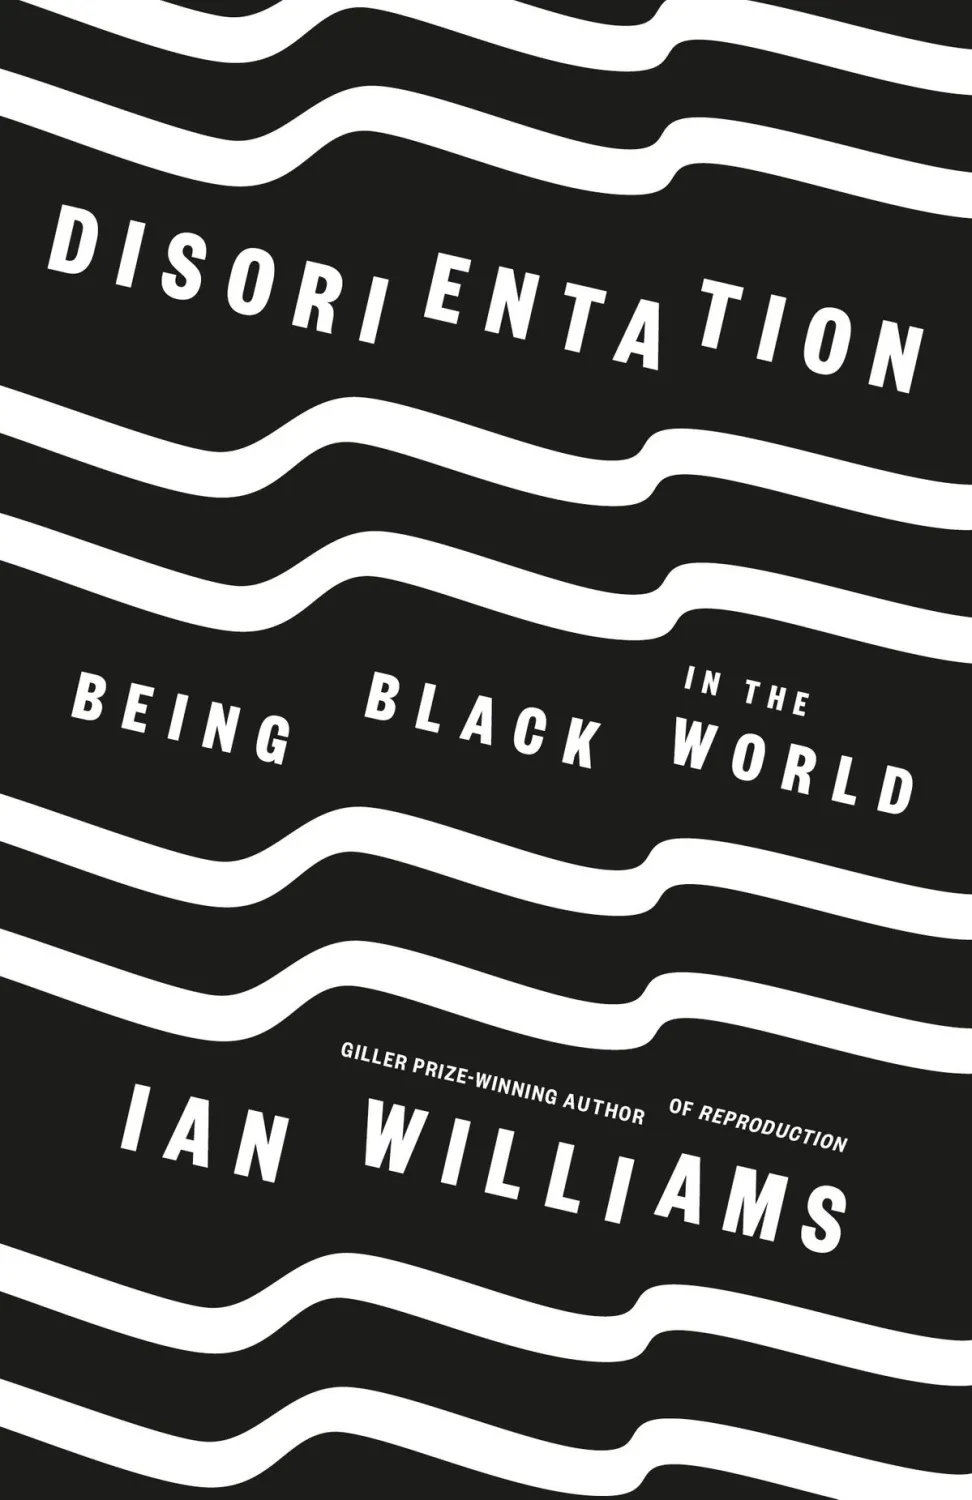 DISORIENTATION
BEING BLACK IN THE
WORLD
GILLER PRIZE-WINNING AUTHOR OF REPRODUCTION
IAN WILLIAMS